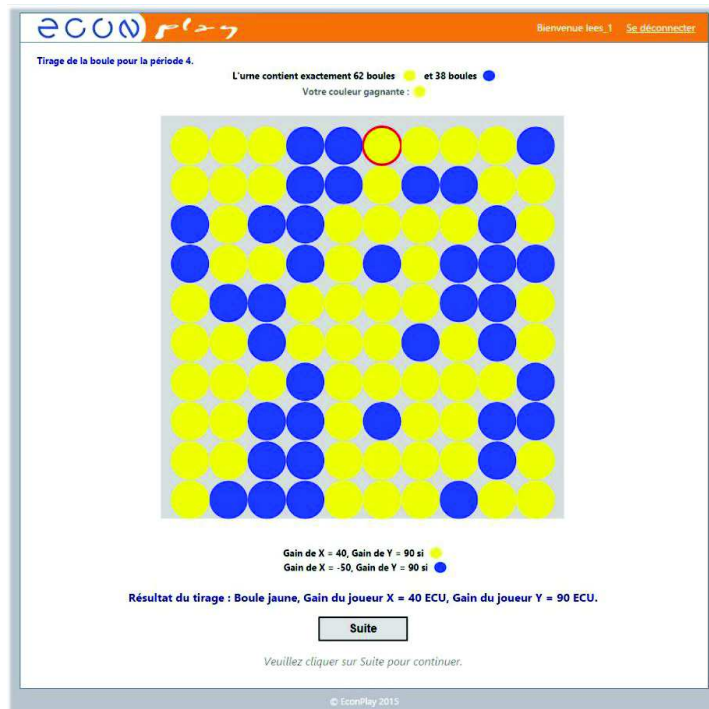 ECON play
Bienvenue lees_1 Se déconnecter
Tirage de la boule pour la période 4.
L'urne contient exactement 62 boules et 38 boules
Votre couleur gagnante :
Gain de X = 40, Gain de Y = 90 si
Gain de X = -50, Gain de Y = 90 si
Résultat du tirage : Boule jaune, Gain du joueur X = 40 ECU, Gain du joueur Y = 90 ECU.
Suite
Veuillez cliquer sur Suite pour continuer.
© EconPlay 2015